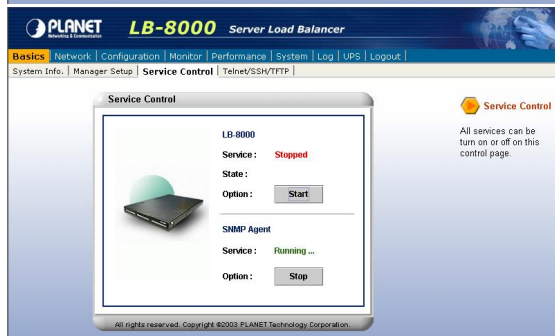 PLANET
Networking & Communication
LB-8000 Server Load Balancer
Basics | Network | Configuration | Monitor | Performance | System | Log | UPS | Logout |
System Info. | Manager Setup | Service Control | Telnet/SSH/TFTP |
Service Control
LB-8000
Service : Stopped
State :
Option : Start
SNMP Agent
Service : Running ...
Option : Stop
All rights reserved. Copyright ©2003 PLANET Technology Corporation.
Service Control
All services can be
turn on or off on this
control page.